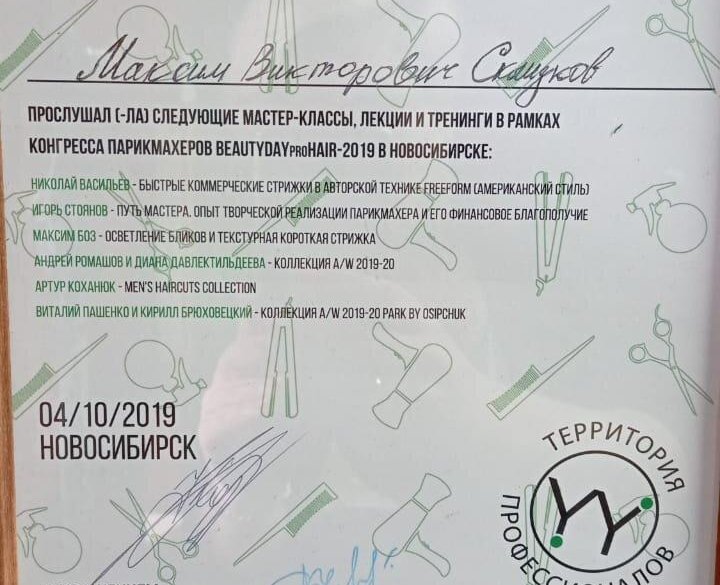 Максим Викторович
ПРОСЛУШАЛ (-ЛА) СЛЕДУЮЩИЕ МАСТЕР-КЛАССЫ, ЛЕКЦИИ И ТРЕНИНГИ В РАМКАХ
КОНГРЕССА ПАРИКМАХЕРОВ BEAUTYDAYPROHAIR-2019 В НОВОСИБИРСКЕ:
НИКОЛАЙ ВАСИЛЬЕВ - БЫСТРЫЕ КОММЕРЧЕСКИЕ СТРИЖКИ В АВТОРСКОЙ ТЕХНИКЕ FREEFORM (АМЕРИКАНСКИЙ СТИЛЬ)
ИГОРЬ СТОЯНОВ - ПУТЬ МАСТЕРА. ОПЫТ ТВОРЧЕСКОЙ РЕАЛИЗАЦИИ ПАРИКМАХЕРА И ЕГО ФИНАНСОВОЕ БЛАГОПОЛУЧИЕ
МАКСИМ БОЗ - ОСВЕТЛЕНИЕ БЛИКОВ И ТЕКСТУРНАЯ КОРОТКАЯ СТРИЖКА
АНДРЕЙ РОМАШОВ И ДИАНА ДАВЛЕКТИЛЬДЕЕВА - КОЛЛЕКЦИЯ A/W 2019-20
АРТУР КОХАНЮК - MEN'S HAIRCUTS COLLECTION
ВИТАЛИЙ ПАШЕНКО И КИРИЛЛ БРЮХОВЕЦКИЙ - КОЛЛЕКЦИЯ A/W 2019-20 PARK BY OSIPCHUK
04/10/2019
НОВОСИБИРСК
ТЕРРИТОРИЯ
ПРОФЕССИОНАЛОВ